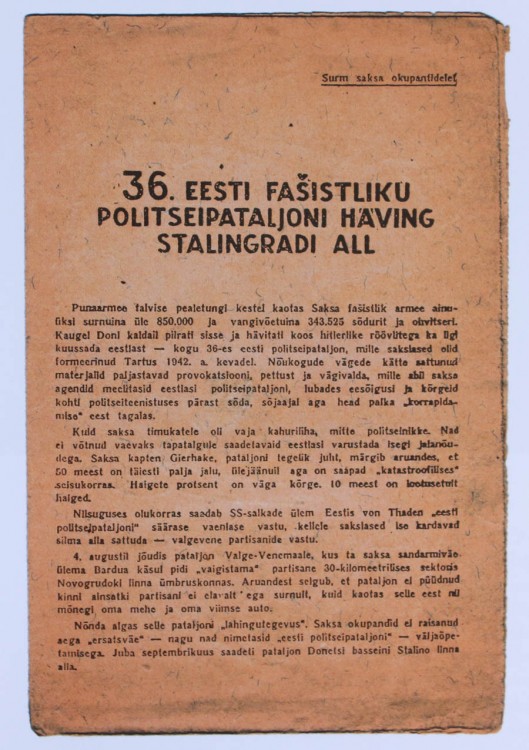 Surm saksa okupantidele!
36. EESTI FAŠISTLIKU
POLITSEIPATALJONI HÄVING
STALINGRADI ALL
Punaarmee talvise pealetungi kestel kaotas Saksa fašistlik armee ainu-
üksi surnuina üle 850.000 ja vangivõetuina 343.525 sõdurit ja ohvitseri.
Kaugel Doni kaldail piirati sisse ja hävitati koos hitlerlike röövlitega ka ligi
kuussada eestlast — kogu 36-es eesti politseipataljon, mille sakslased olid
formeerinud Tartus 1942. a. kevadel. Nõukogude vägede kätte sattunud
materjalid paljastavad provokatsiooni, pettust ja vägivalda, mille abil saksa
agendid meelitasid eestlasi politseipataljoni, lubades eesõigusi ja kõrgeid
kohti politseiteenistuses pärast sõda, sõjaajal aga head palka „korrapida-
mise" eest tagalas.
Kuid saksa timukatele oli vaja kahuriliha, mitte politseinikke. Nad
ei võtnud vaevaks tapatalgule saadetavaid eestlasi varustada isegi jalanõu-
dega. Saksa kapten Gierhake, pataljoni tegelik juht, märgib aruandes, et
50 meest on täiesti palja jalu, ülejäänuil aga on saapad „katastroofilises"
seisukorras. Haigete protsent on väga kõrge. 10 meest on lootusetult
haiged.
Niisuguses olukorras saadab SS-salkade ülem Eestis von Thaden „eesti
politseipataljoni" säärase vaenlase vastu, kellele sakslased ise kardavad
silma alla sattuda — valgevene partisanide vastu.
4. augustil jõudis pataljon Valge-Venemaale, kus ta saksa sandarmiväe-
ülema Bardua käsul pidi „vaigistama" partisane 30-kilomeetrilises sektoris
Novogrudoki linna ümbruskonnas. Aruandest selgub, et pataljon ei püüdnud
kinni ainsatki partisani ei elavalt ega surnult, kuid kaotas selle eest nii
mõnegi oma mehe ja oma viimse auto.
Nõnda algas selle pataljoni „lahingutegevus". Saksa okupandid ei raisanud
aega „ersatsväe" — nagu nad nimetasid „eesti politseipataljoni" — väljaõpe-
tamisega. Juba septembrikuus saadeti pataljon Donetsi basseini Stalino linna
alla.